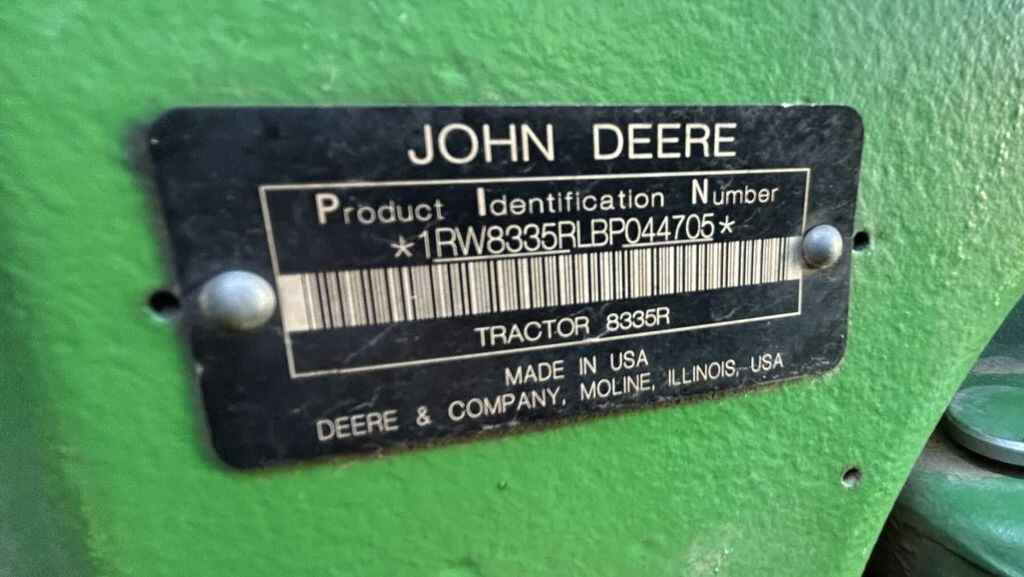 JOHN DEERE
Product Identification Number
*1RW8335RLBP044705*
TRACTOR 8335R
MADE IN USA
DEERE & COMPANY, MOLINE, ILLINOIS, USA